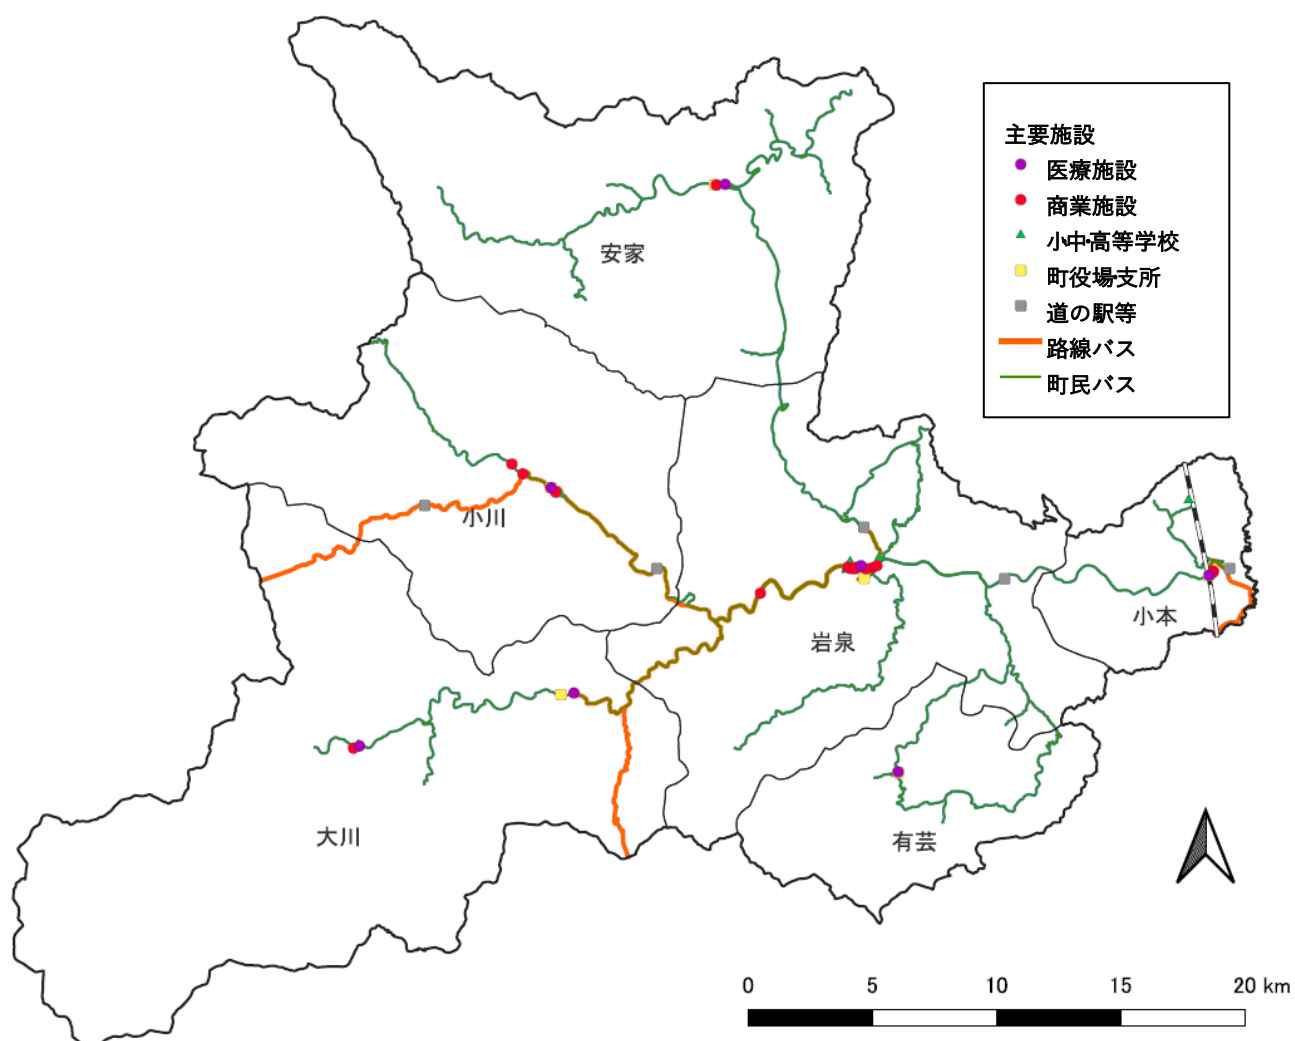 主要施設
医療施設
商業施設
小中・高等学校
町役場・支所
道の駅等
路線バス
町民バス
安家
小川
岩泉
小本
大川
有芸
0 5 10 15 20 km